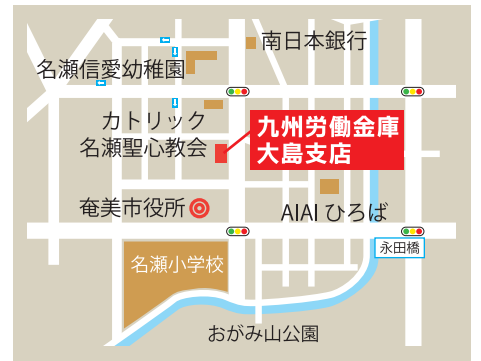 南日本銀行
名瀬信愛幼稚園
カトリック
名瀬聖心教会
九州労働金庫
大島支店
奄美市役所
AIAI ひろば
永田橋
名瀬小学校
おがみ山公園